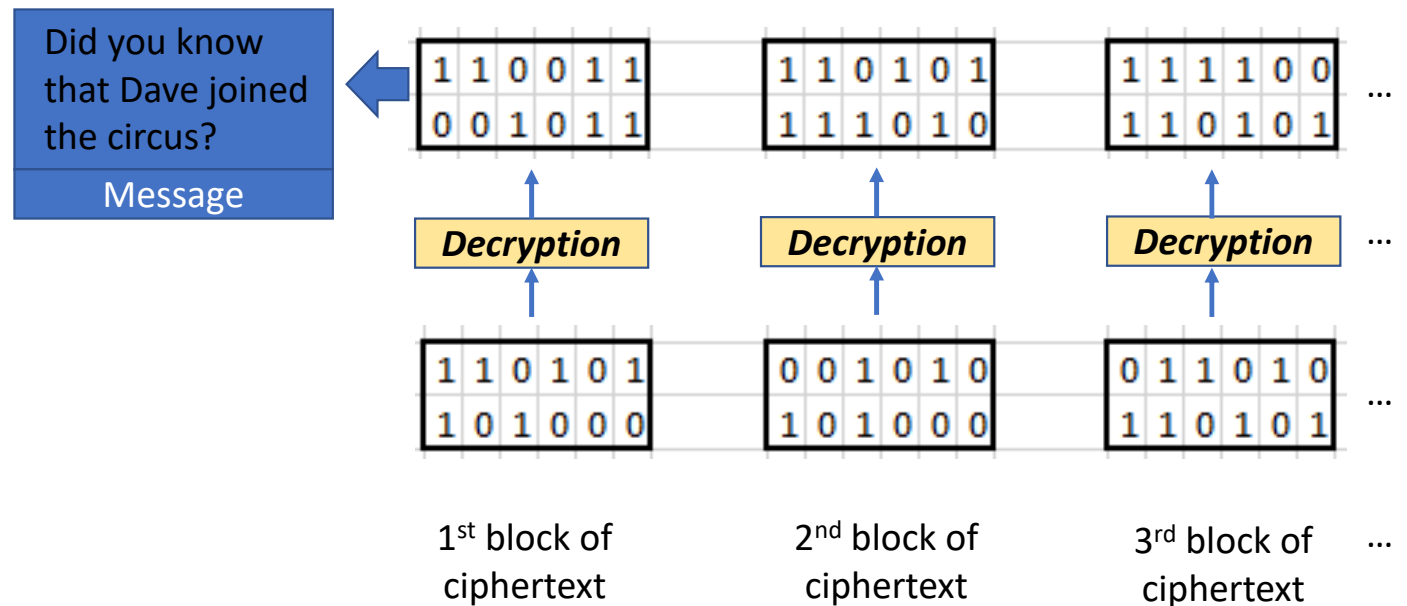 Did you know
that Dave joined
the circus?
Message
1 1 0 0 1 1 1 1 0 1 0 1 1 1 1 1 0 0 ...
0 0 1 0 1 1 1 1 1 0 1 0 1 1 0 1 0 1
Decryption Decryption Decryption ...
1 1 0 1 0 1 0 0 1 0 1 0 0 1 1 0 1 0 ...
1 0 1 0 0 0 1 0 1 0 0 0 1 1 0 1 0 1
1st block of 2nd block of 3rd block of ...
ciphertext ciphertext ciphertext